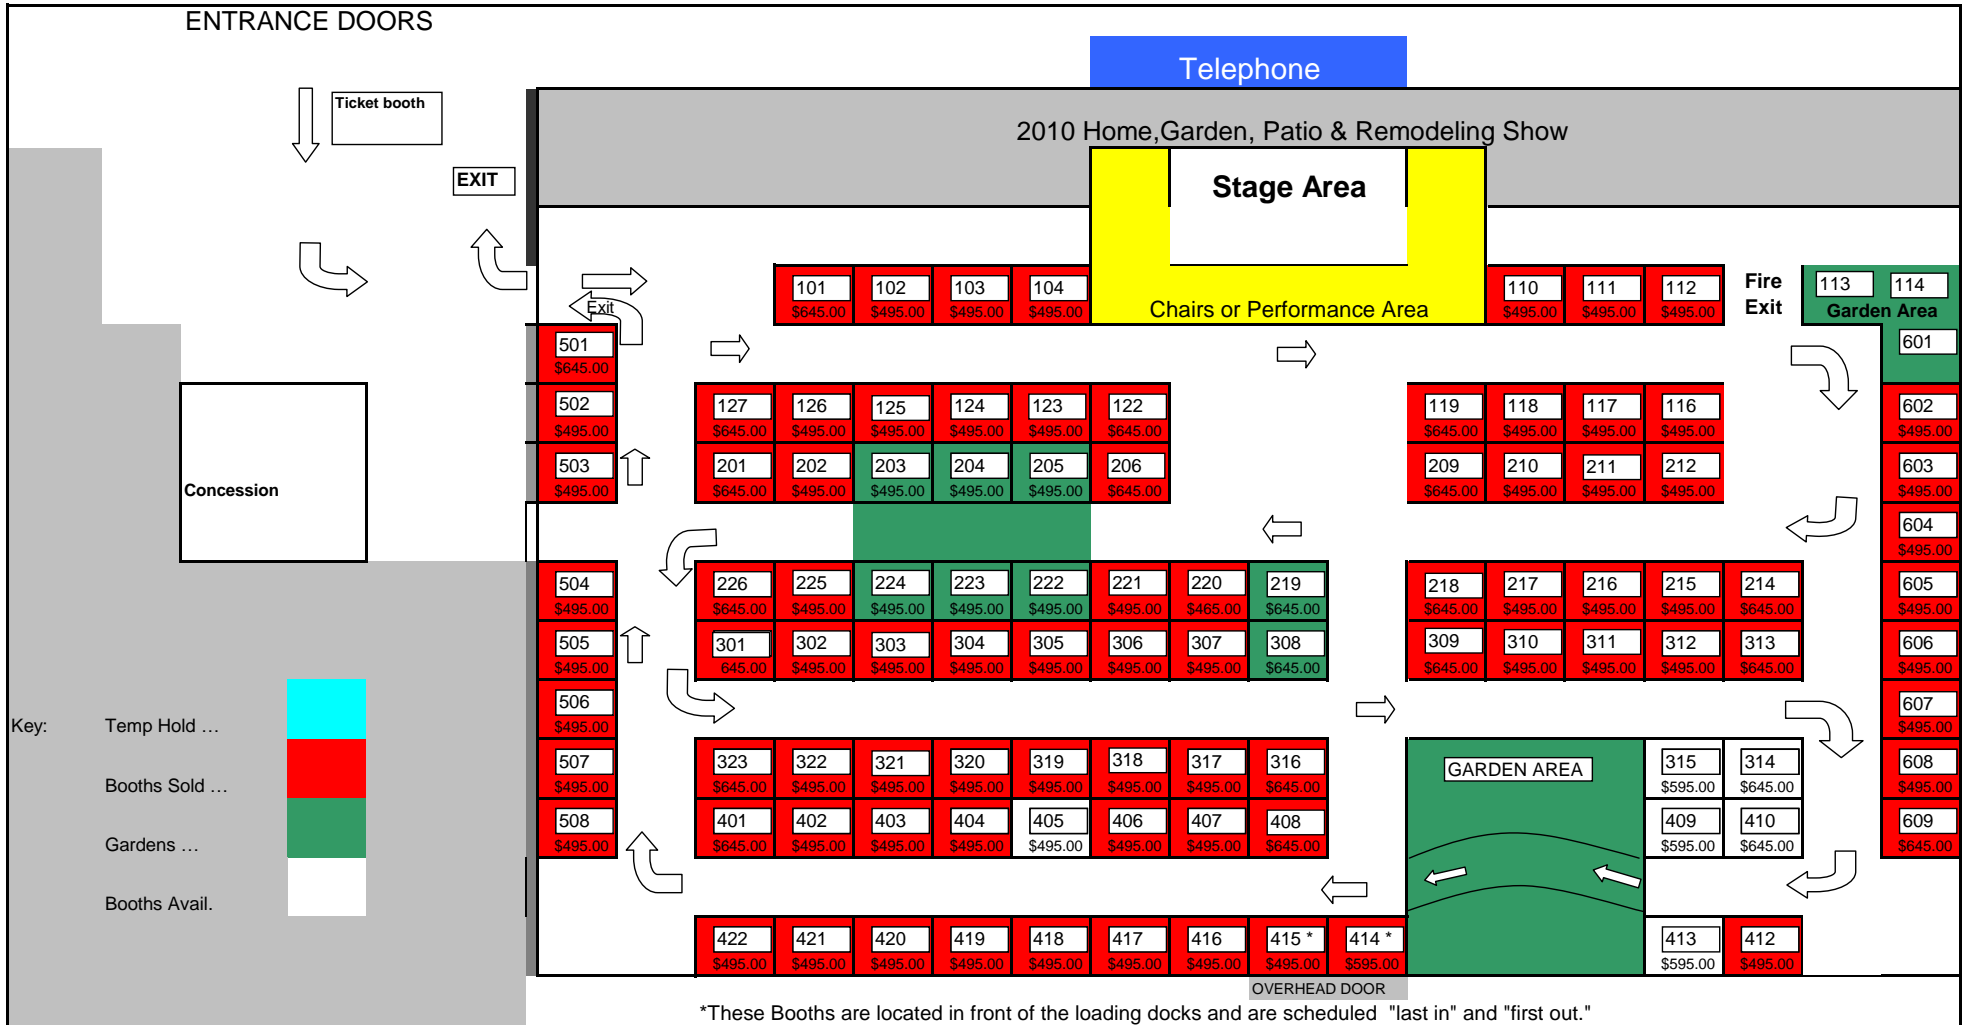 ENTRANCE DOORS
Telephone
Ticket booth
2010 Home,Garden, Patio & Remodeling Show
EXIT
Stage Area
101 102 103 104 110 111 112 Fire 113 114
$645.00 $495.00 $495.00 $495.00 Chairs or Performance Area $495.00 $495.00 $495.00 Exit Garden Area
Exit
501 601
$645.00
502 127 126 125 124 123 122 119 118 117 116 602
$495.00 $645.00 $495.00 $495.00 $495.00 $495.00 $645.00 $645.00 $495.00 $495.00 $495.00 $495.00
503 201 202 203 204 205 206 209 210 211 212 603
$495.00 $645.00 $495.00 $495.00 $495.00 $495.00 $645.00 $645.00 $495.00 $495.00 $495.00 $495.00
Concession
604
$495.00
504 226 225 224 223 222 221 220 219 218 217 216 215 214 605
$495.00 $645.00 $495.00 $495.00 $495.00 $495.00 $495.00 $465.00 $645.00 $645.00 $495.00 $495.00 $495.00 $645.00 $495.00
505 301 302 303 304 305 306 307 308 309 310 311 312 313 606
$495.00 645.00 $495.00 $495.00 $495.00 $495.00 $495.00 $495.00 $645.00 $645.00 $495.00 $495.00 $495.00 $645.00 $495.00
506 607
$495.00 $495.00
Key: Temp Hold ...
507 323 322 321 320 319 318 317 316 GARDEN AREA 315 314 608
$495.00 $645.00 $495.00 $495.00 $495.00 $495.00 $495.00 $495.00 $645.00 $595.00 $645.00 $495.00
Booths Sold ...
508 401 402 403 404 405 406 407 408 409 410 609
$495.00 $645.00 $495.00 $495.00 $495.00 $495.00 $495.00 $495.00 $645.00 $595.00 $645.00 $645.00
Gardens ...
Booths Avail.
422 421 420 419 418 417 416 415 * 414 * 413 412
$495.00 $495.00 $495.00 $495.00 $495.00 $495.00 $495.00 $495.00 $595.00 $595.00 $495.00
OVERHEAD DOOR
*These Booths are located in front of the loading docks and are scheduled "last in" and "first out."